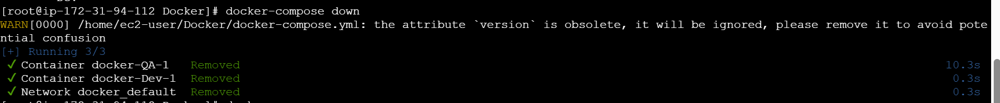 [root@ip-172-31-94-112 Docker]# docker-compose down
WARN[0000] /home/ec2-user/Docker/docker-compose.yml: the attribute `version` is obsolete, it will be ignored, please remove it to avoid pote
ntial confusion
[+] Running 3/3
✓ Container docker-QA-1 Removed 10.3s
✓ Container docker-Dev-1 Removed 0.3s
✓ Network docker_default Removed 0.3s